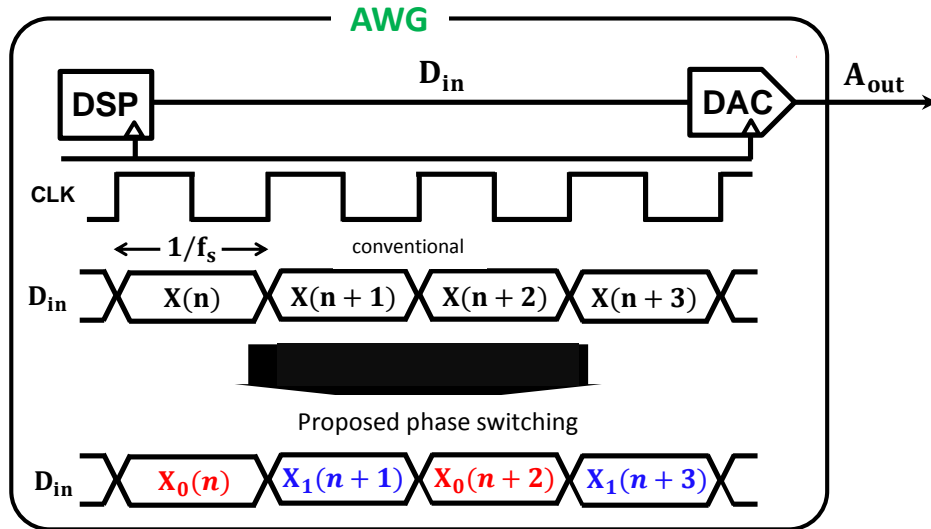 AWG
DSP
D_in
DAC
A_out
CLK
1/f_s
conventional
D_in
X(n)
X(n + 1)
X(n + 2)
X(n + 3)
Proposed phase switching
D_in
X_0(n)
X_1(n + 1)
X_0(n + 2)
X_1(n + 3)